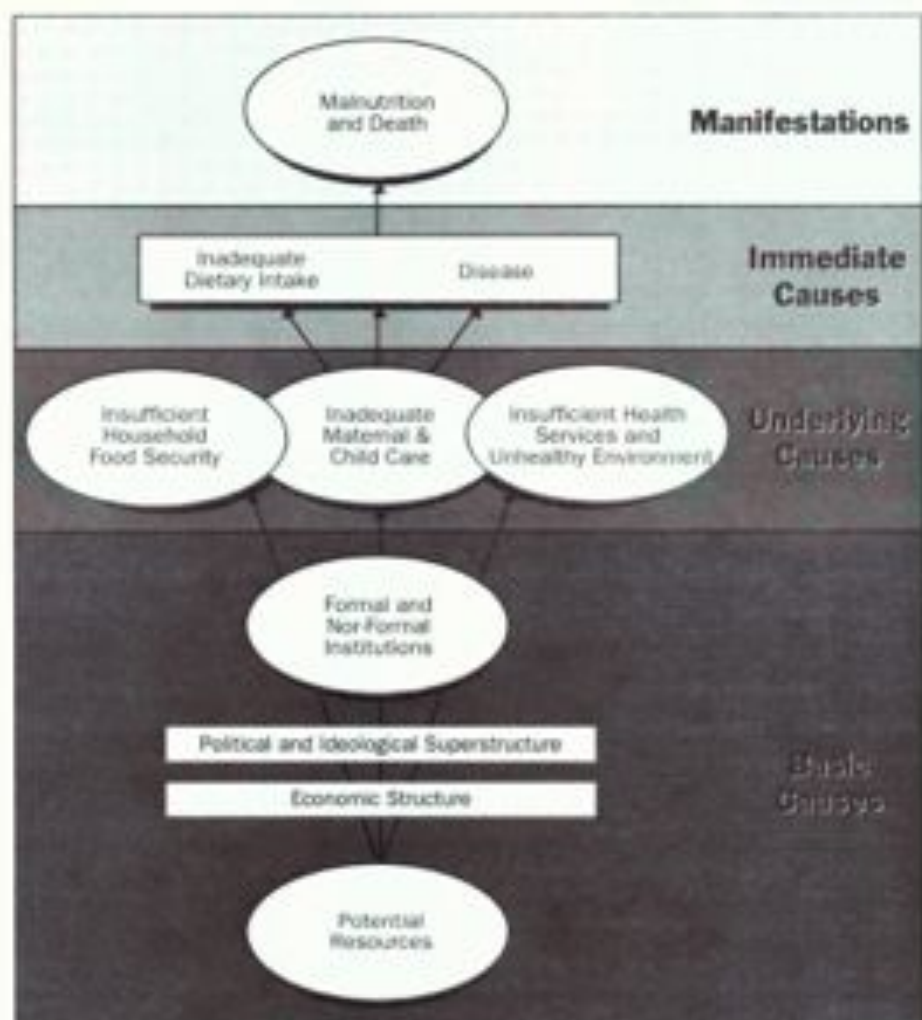 Malnutrition
and Death
Manifestations
Inadequate
Dietary Intake
Disease
Immediate
Causes
Insufficient
Household
Food Security
Inadequate
Maternal &
Child Care
Insufficient Health
Services and
Unhealthy Environment
Underlying
Causes
Formal and
Nor-Formal
Institutions
Political and Ideological Superstructure
Economic Structure
Basic
Causes
Potential
Resources